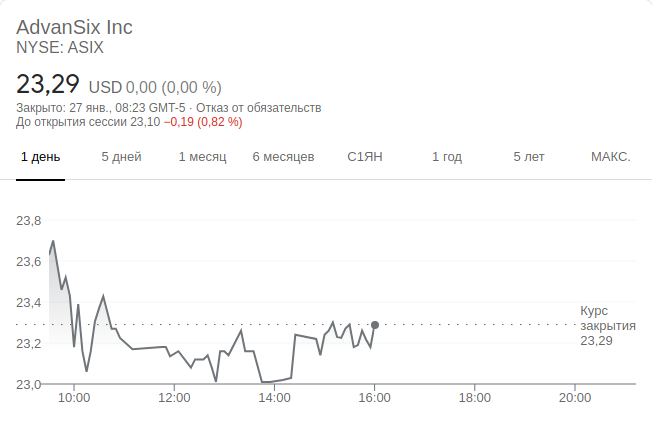 AdvanSix Inc
NYSE: ASIX
23,29 USD 0,00 (0,00 %)
Закрыто: 27 янв., 08:23 GMT-5 · Отказ от обязательств
До открытия сессии 23,10 −0,19 (0,82 %)
1 день 5 дней 1 месяц 6 месяцев С1ЯН 1 год 5 лет МАКС.
23,8
23,6
23,4
Курс
закрытия
23,29
23,2
23,0
10:00 12:00 14:00 16:00 18:00 20:00